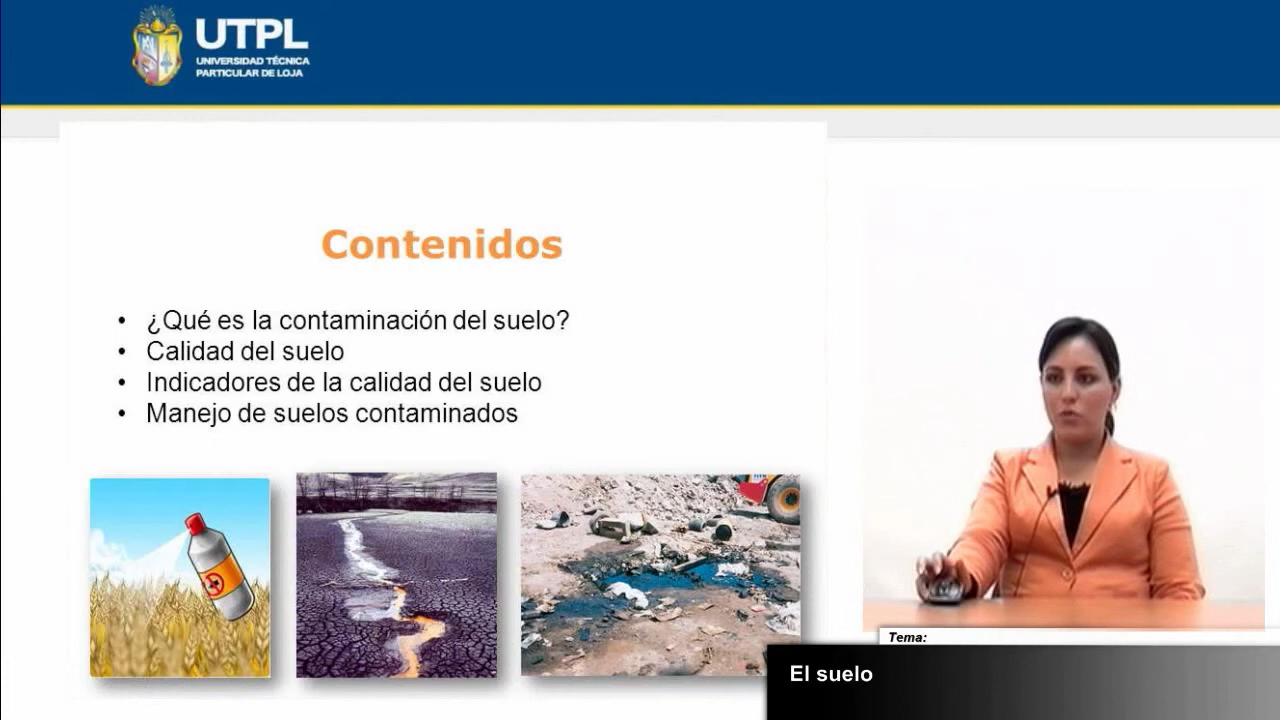 UTPL
UNIVERSIDAD TÉCNICA
PARTICULAR DE LOJA
Contenidos
• ¿Qué es la contaminación del suelo?
• Calidad del suelo
• Indicadores de la calidad del suelo
• Manejo de suelos contaminados
Tema:
El suelo